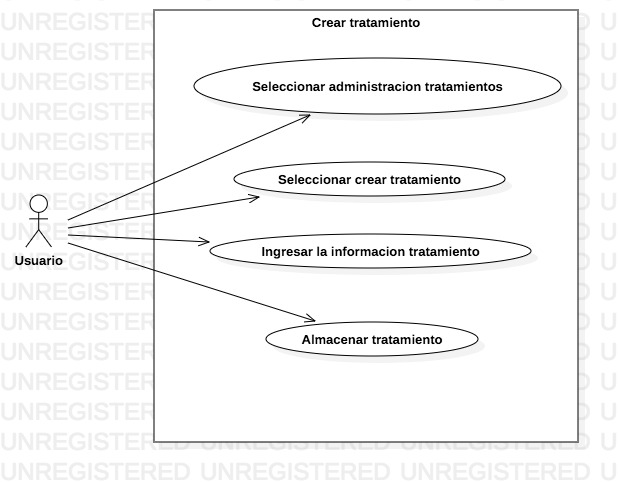 Crear tratamiento
Seleccionar administracion tratamientos
Seleccionar crear tratamiento
Usuario
Ingresar la informacion tratamiento
Almacenar tratamiento
UNREGISTERED UNREGISTERED UNREGISTERED U